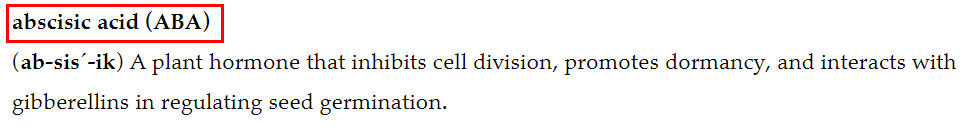 abscisic acid (ABA)
(ab-sis´-ik) A plant hormone that inhibits cell division, promotes dormancy, and interacts with
gibberellins in regulating seed germination.